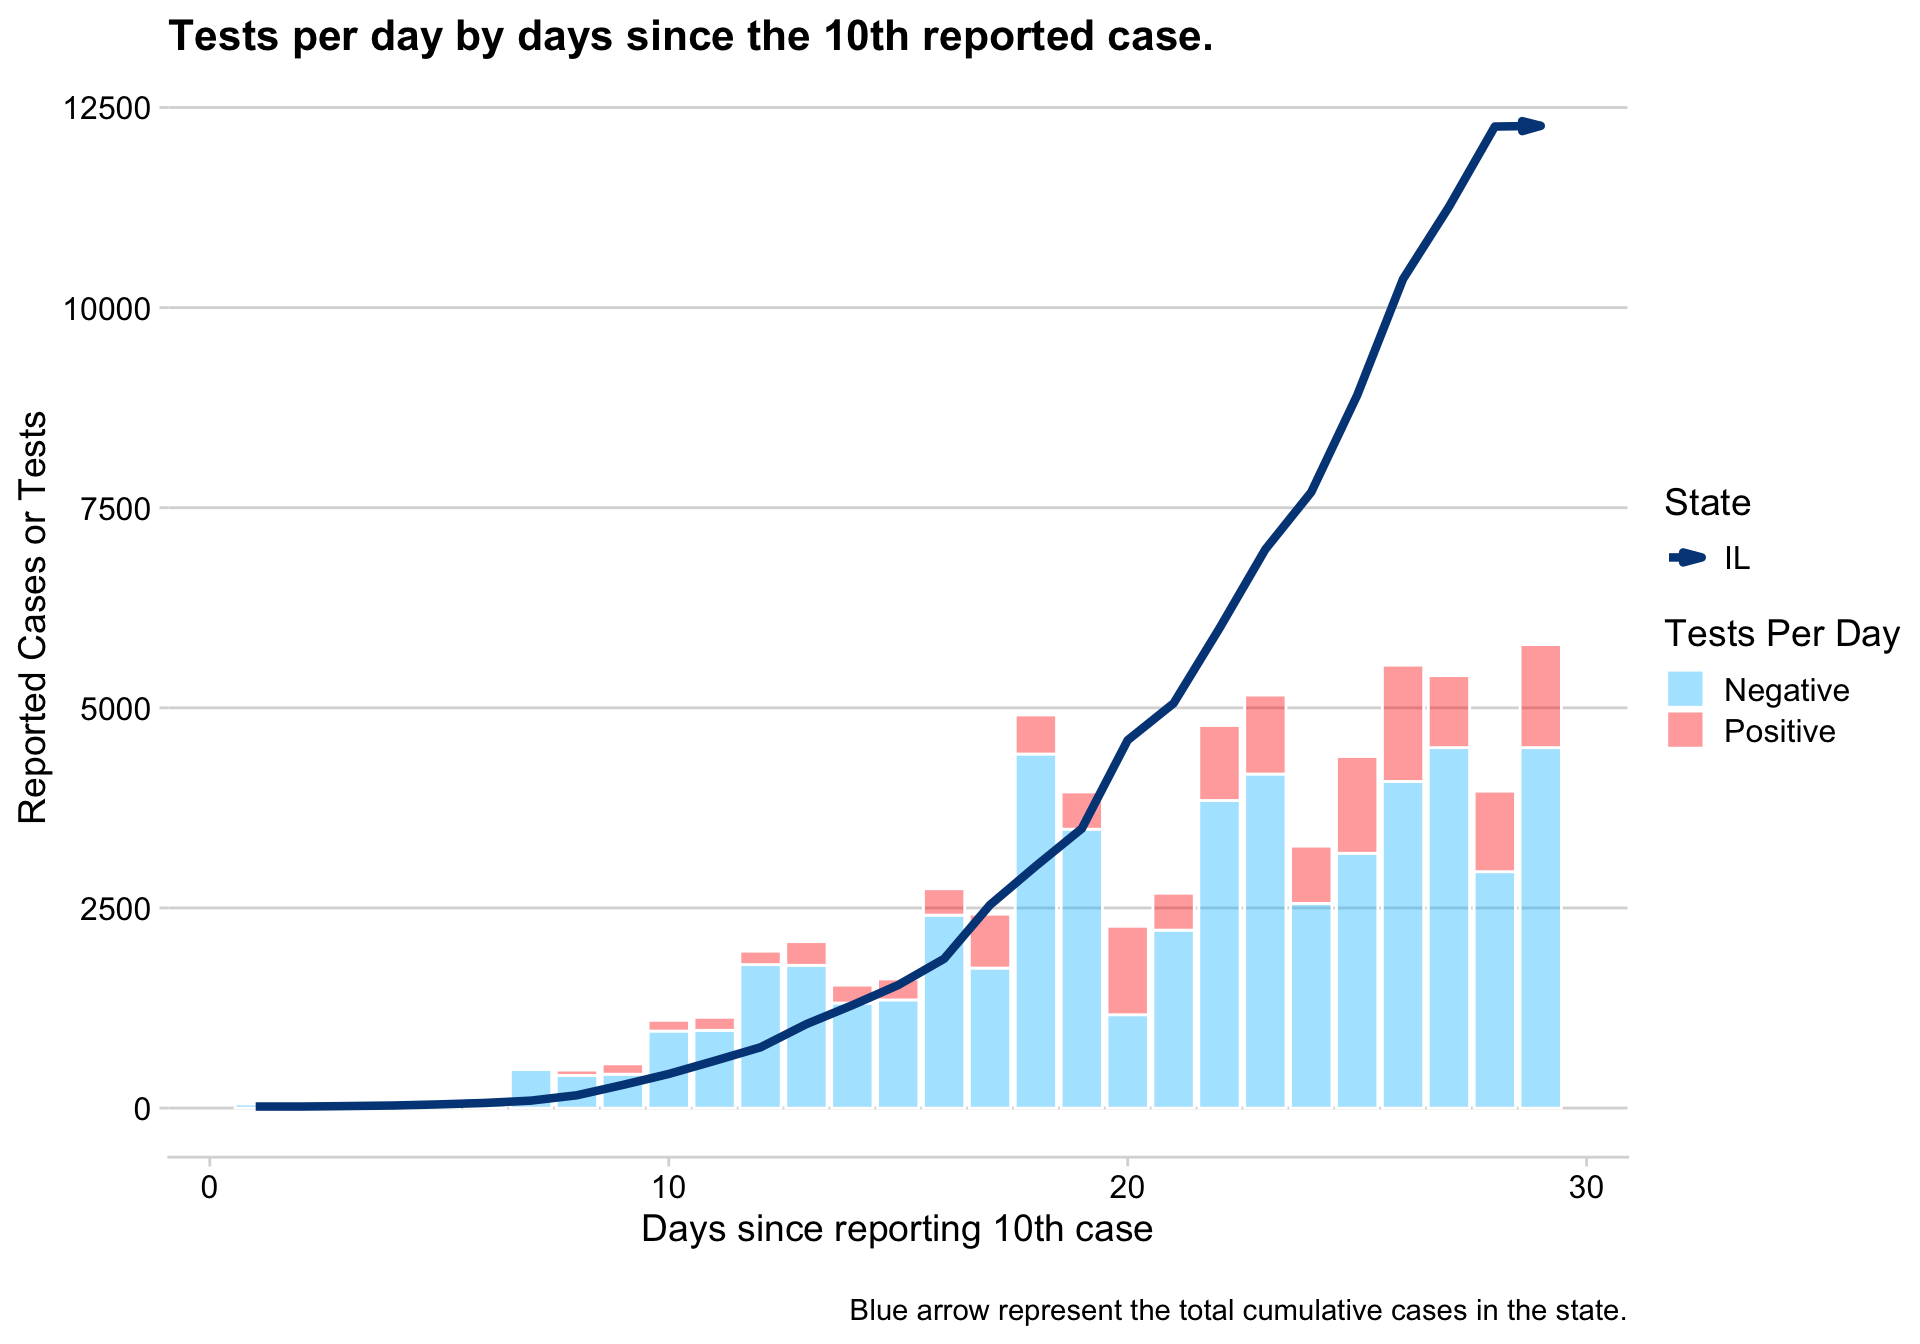 Tests per day by days since the 10th reported case.
12500
10000
7500
5000
2500
0
Reported Cases or Tests
0 10 20 30
Days since reporting 10th case
State
IL
Tests Per Day
Negative
Positive
Blue arrow represent the total cumulative cases in the state.